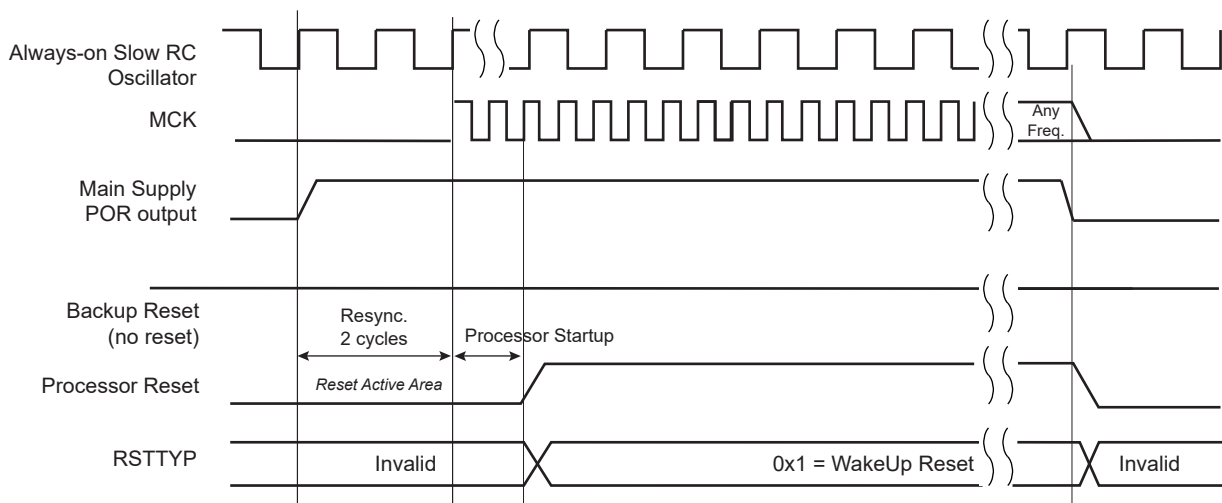 Always-on Slow RC
Oscillator
MCK
Any
Freq.
Main Supply
POR output
Backup Reset
(no reset)
Resync.
2 cycles
Processor Startup
Processor Reset
Reset Active Area
RSTTYP
Invalid
0x1 = WakeUp Reset
Invalid